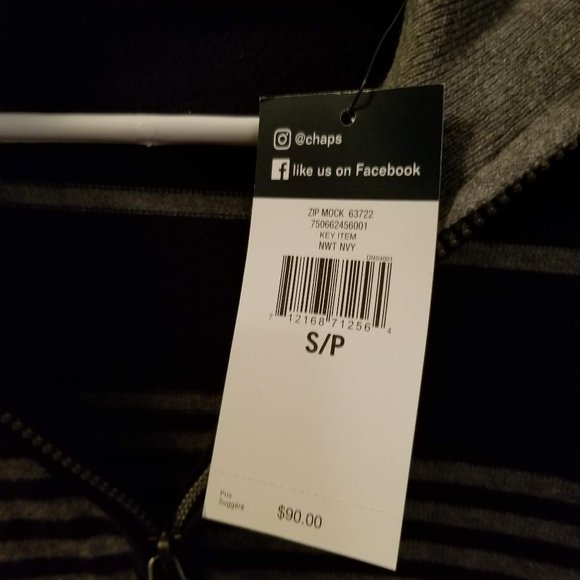 @chaps
like us on Facebook
ZIP MOCK 63722
750662456001
KEY ITEM
NWT NVY
DNS4001
7 12168 71256 4
S/P
Prix
Suggéré
$90.00